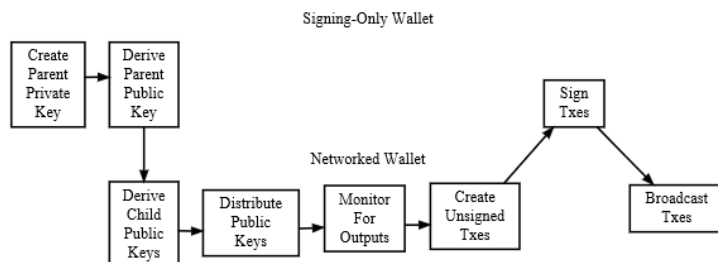 Signing-Only Wallet
Create
Parent
Private
Key
Derive
Parent
Public
Key
Sign
Txes
Networked Wallet
Derive
Child
Public
Keys
Distribute
Public
Keys
Monitor
For
Outputs
Create
Unsigned
Txes
Broadcast
Txes